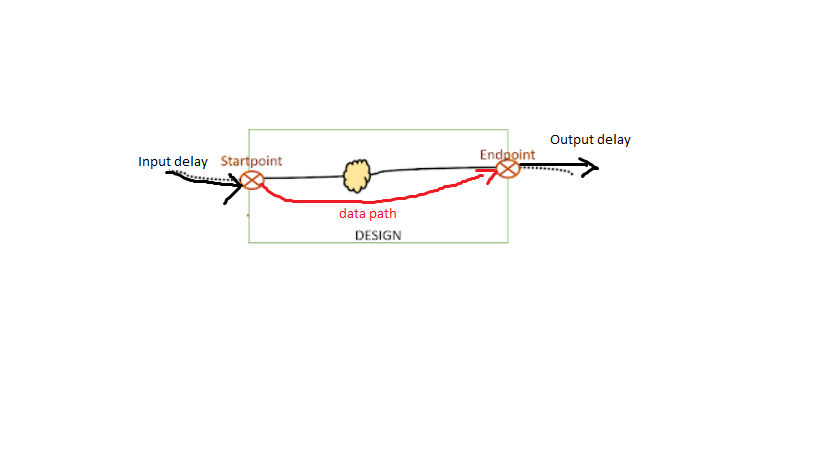 Output delay
Input delay
Startpoint
Endpoint
data path
DESIGN